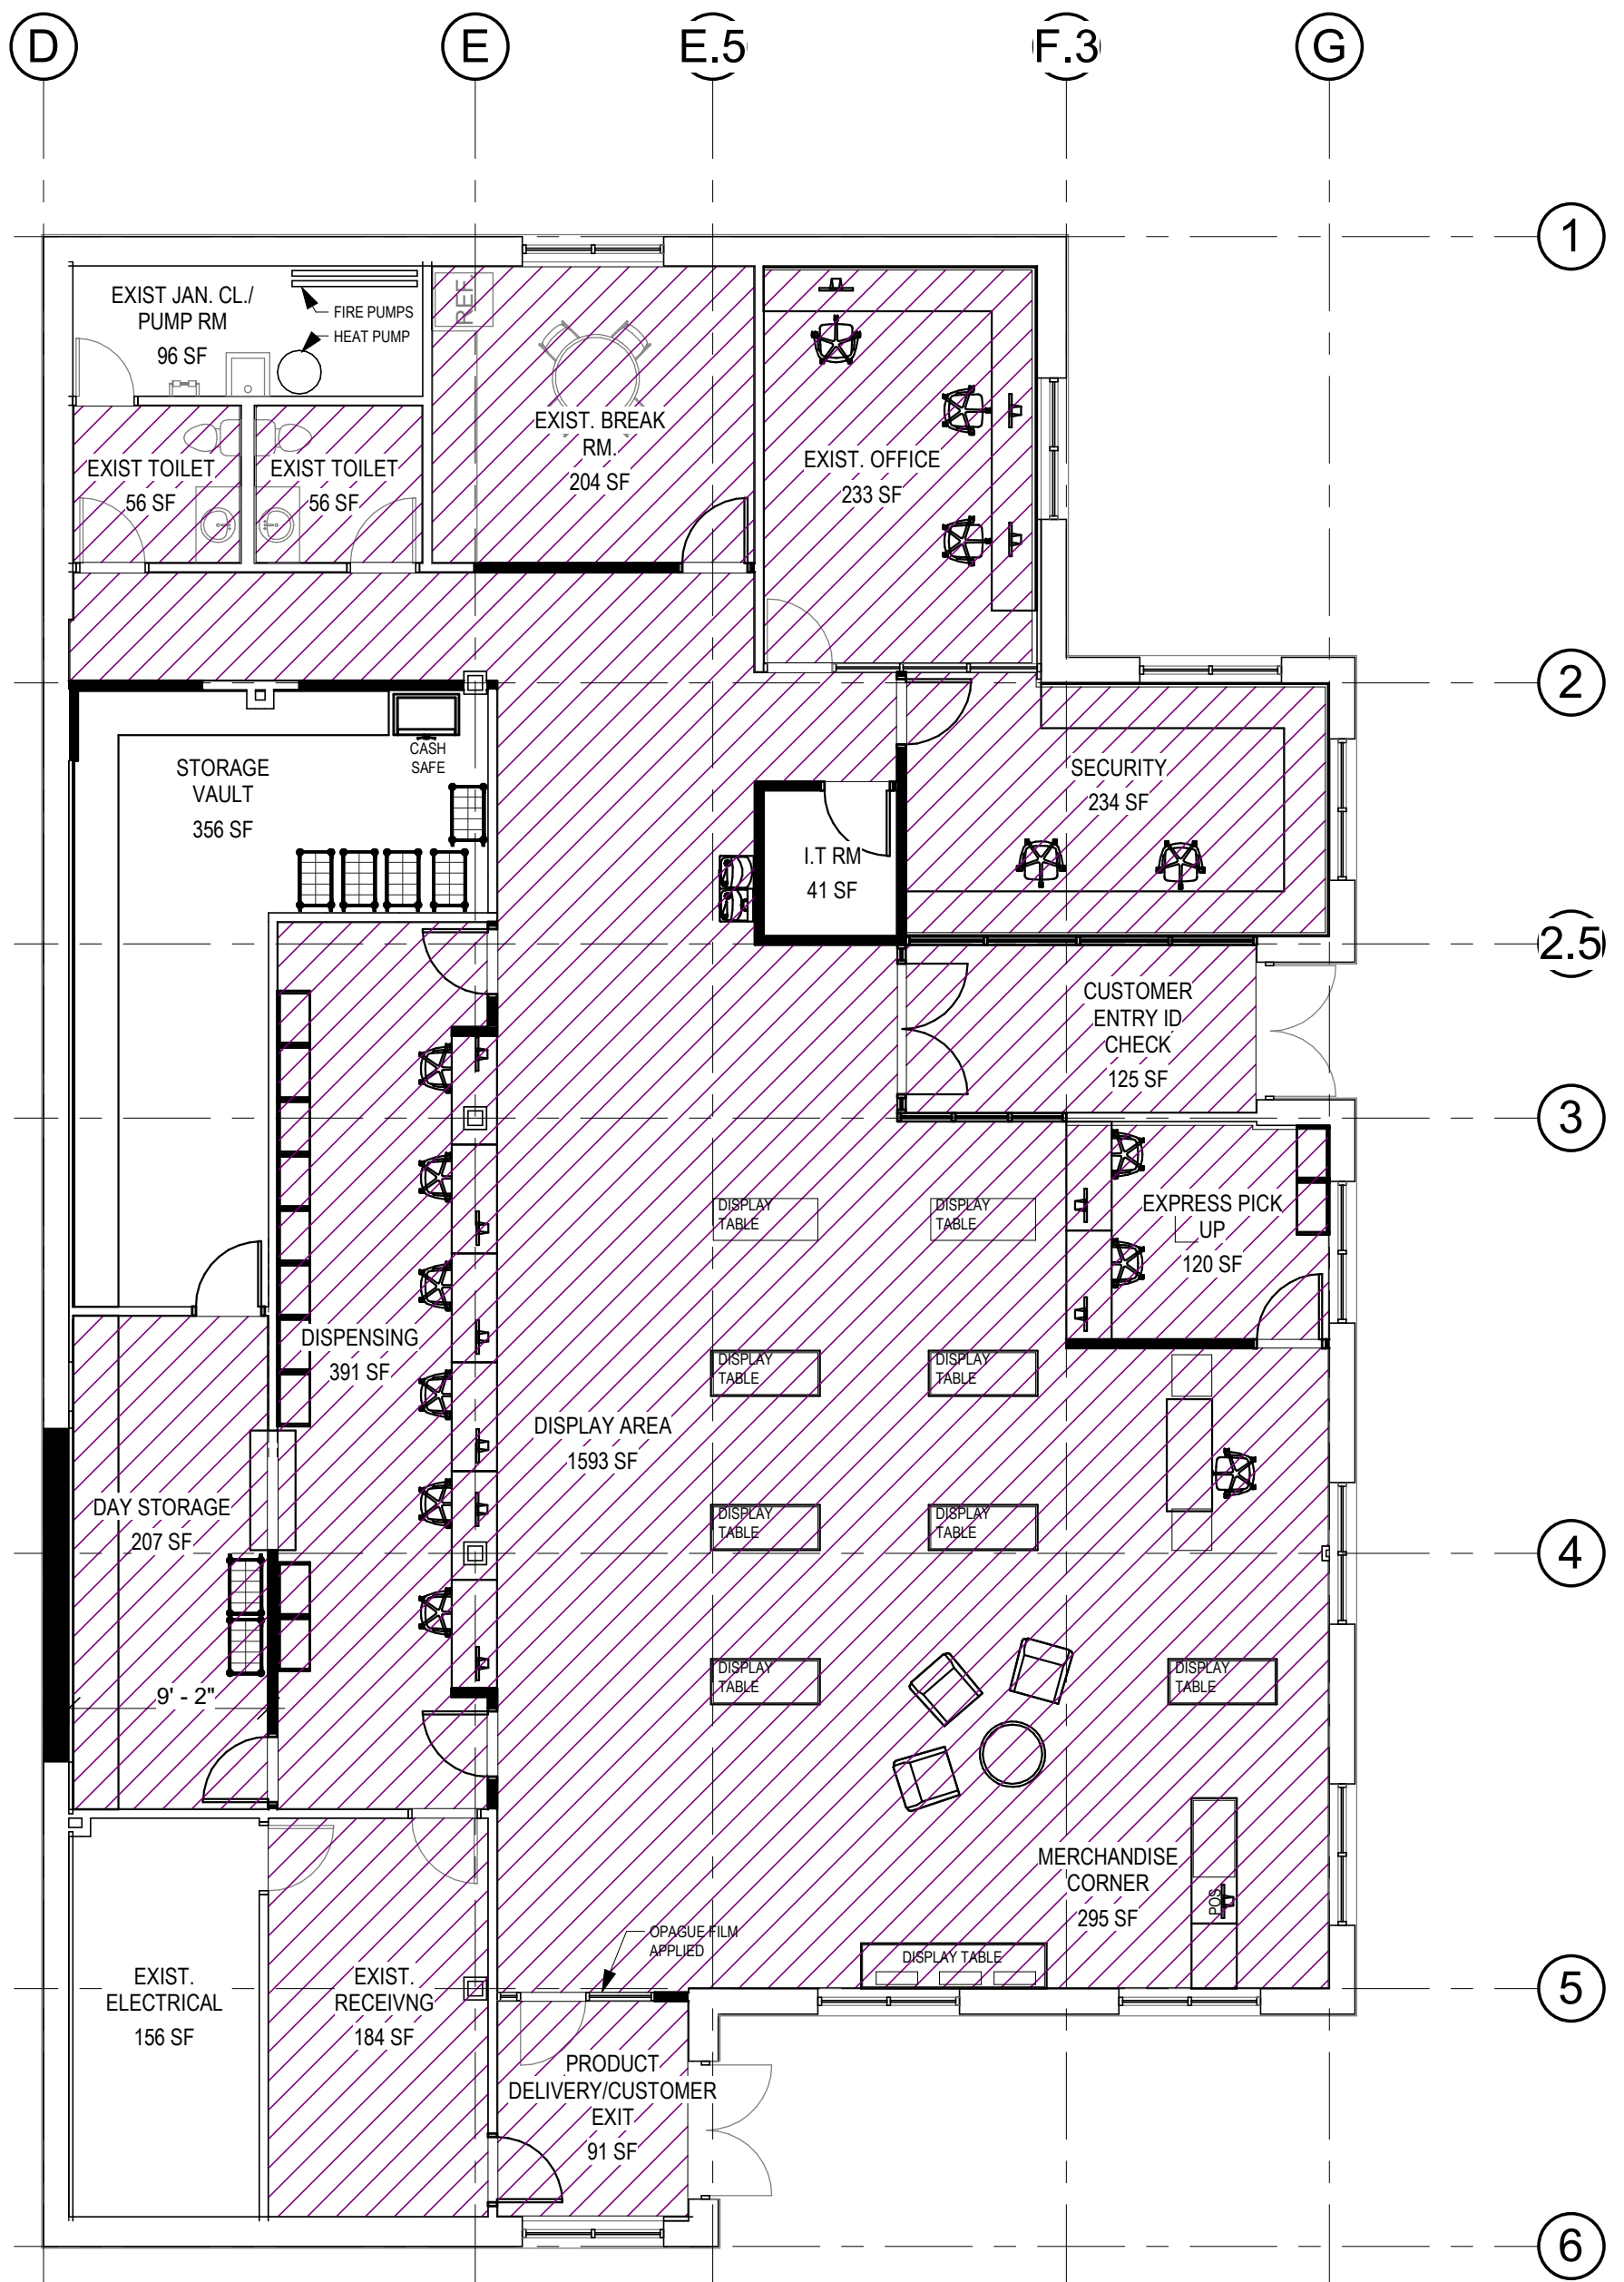 D
E
E.5
F.3
G
1
EXIST JAN. CL./
PUMP RM
96 SF
FIRE PUMPS
HEAT PUMP
REF.
EXIST. BREAK
RM.
204 SF
EXIST. OFFICE
233 SF
EXIST TOILET
56 SF
EXIST TOILET
56 SF
2
CASH
SAFE
STORAGE
VAULT
356 SF
SECURITY
234 SF
I.T RM
41 SF
2.5
CUSTOMER
ENTRY ID
CHECK
125 SF
3
DISPLAY
TABLE
DISPLAY
TABLE
EXPRESS PICK
UP
120 SF
DISPENSING
391 SF
DISPLAY
TABLE
DISPLAY
TABLE
DISPLAY AREA
1593 SF
DAY STORAGE
207 SF
DISPLAY
TABLE
DISPLAY
TABLE
4
DISPLAY
TABLE
DISPLAY
TABLE
9' - 2"
MERCHANDISE
CORNER
295 SF
POS
OPAGUE FILM
APPLIED
DISPLAY TABLE
EXIST.
ELECTRICAL
156 SF
EXIST.
RECEIVNG
184 SF
5
PRODUCT
DELIVERY/CUSTOMER
EXIT
91 SF
6